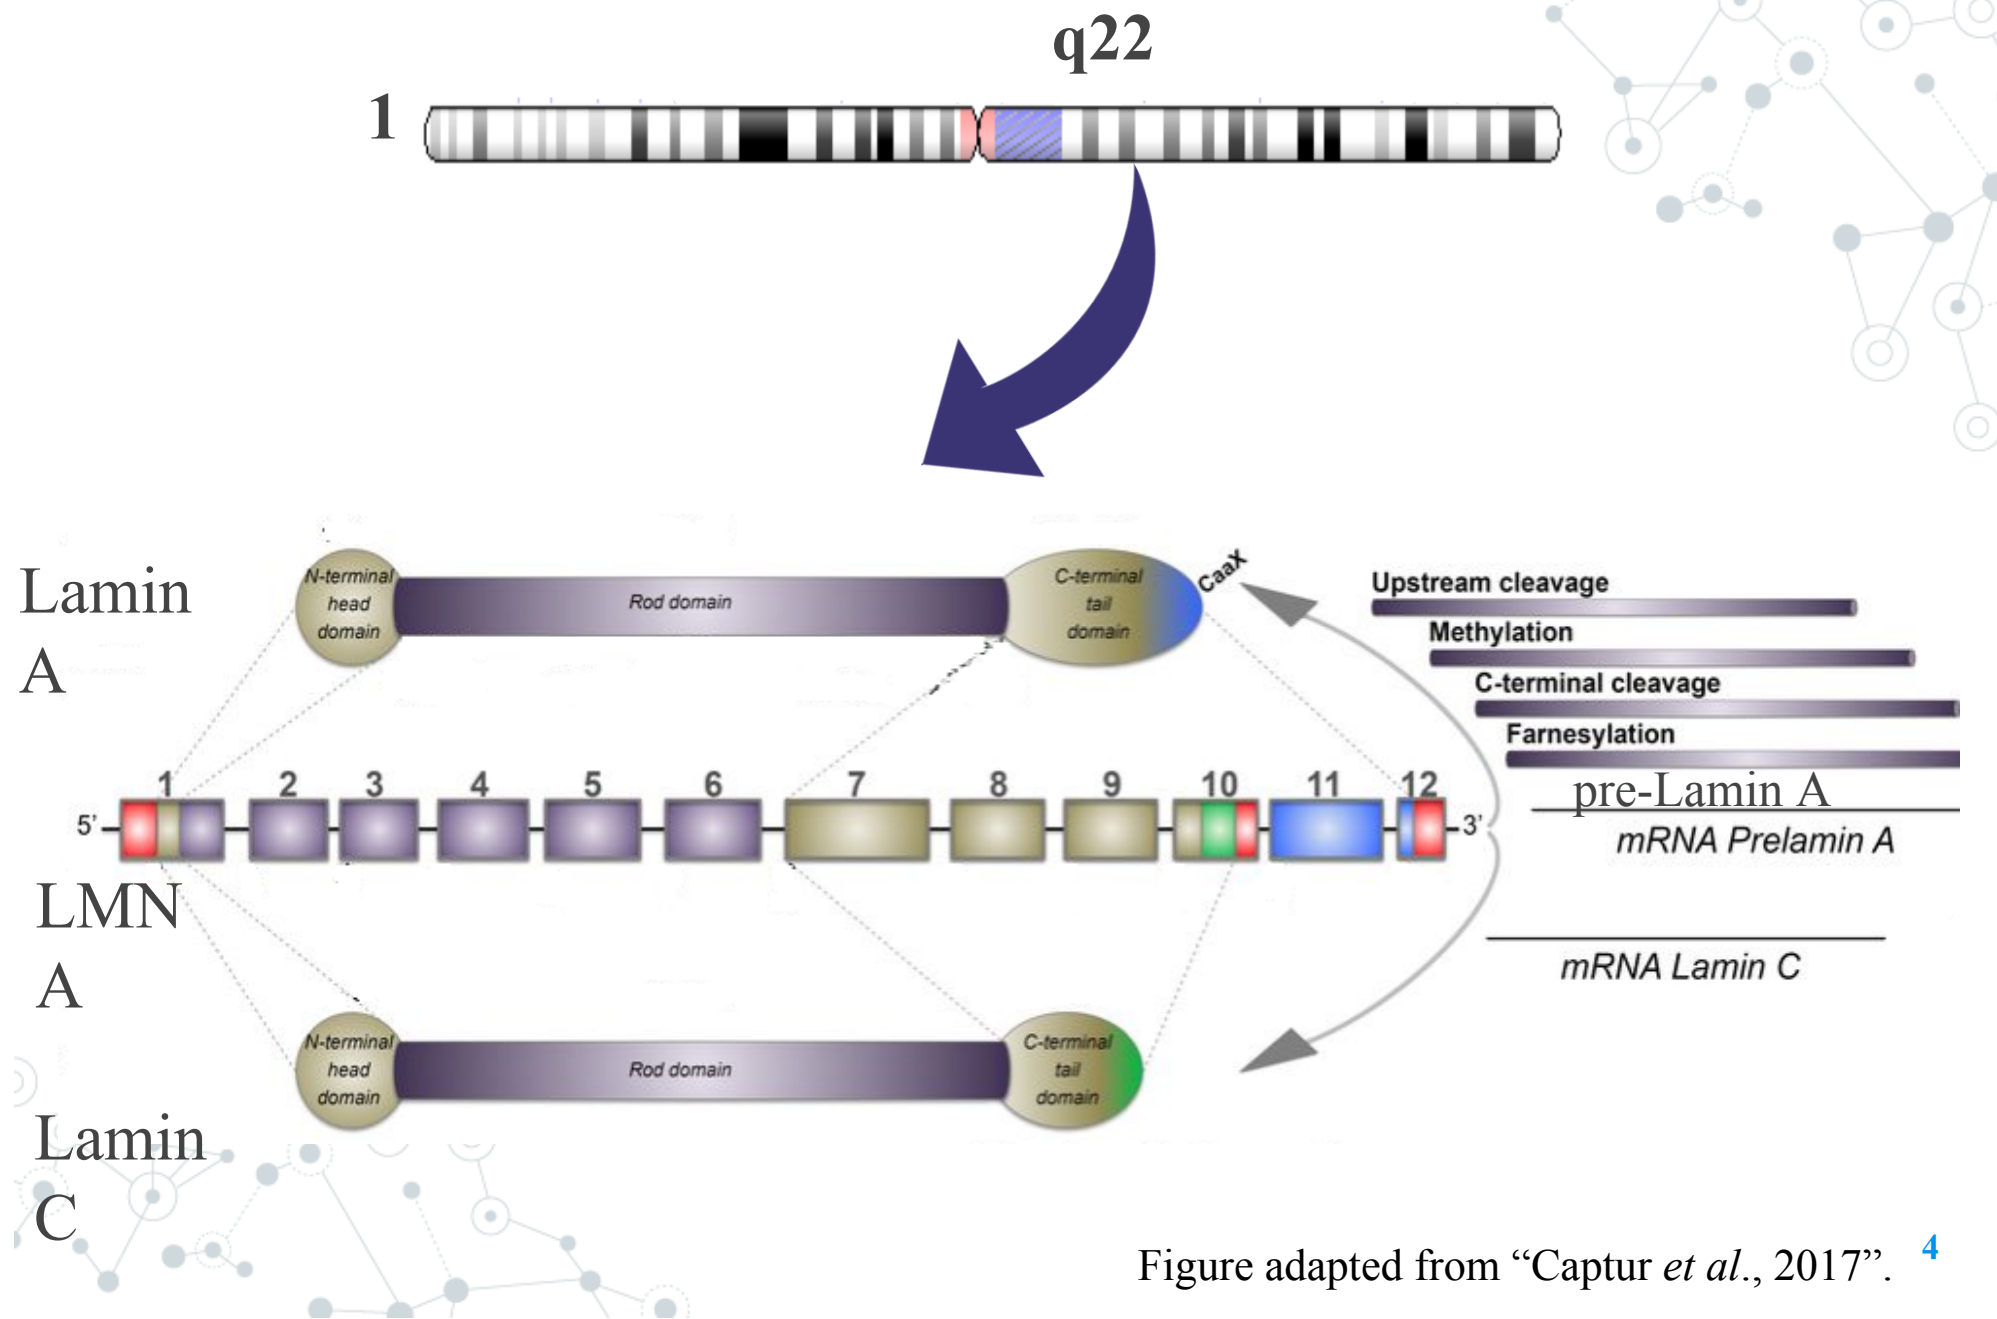 q22
1
Lamin
A
N-terminal
head
domain
Rod domain
C-terminal
tail
domain
CaaX
Upstream cleavage
Methylation
C-terminal cleavage
Farnesylation
pre-Lamin A
mRNA Prelamin A
1 2 3 4 5 6 7 8 9 10 11 12
5’ 3’
LMN
A
mRNA Lamin C
N-terminal
head
domain
Rod domain
C-terminal
tail
domain
Lamin
C
Figure adapted from “Captur et al., 2017”.
4